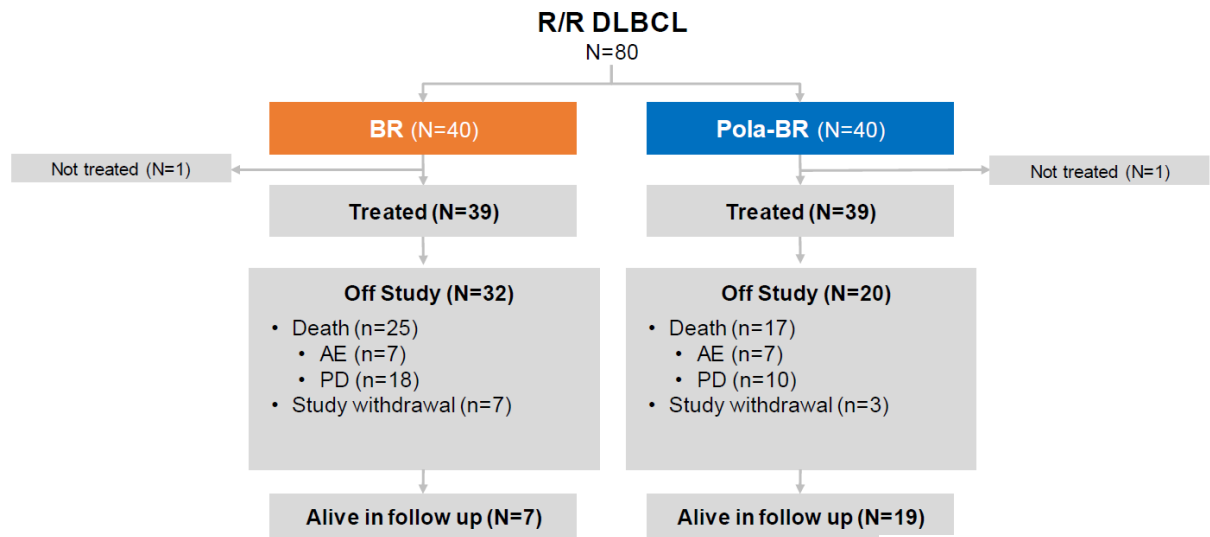 R/R DLBCL
N=80
BR (N=40)
Pola-BR (N=40)
Not treated (N=1)
Not treated (N=1)
Treated (N=39)
Treated (N=39)
Off Study (N=32)
• Death (n=25)
• AE (n=7)
• PD (n=18)
• Study withdrawal (n=7)
Off Study (N=20)
• Death (n=17)
• AE (n=7)
• PD (n=10)
• Study withdrawal (n=3)
Alive in follow up (N=7)
Alive in follow up (N=19)